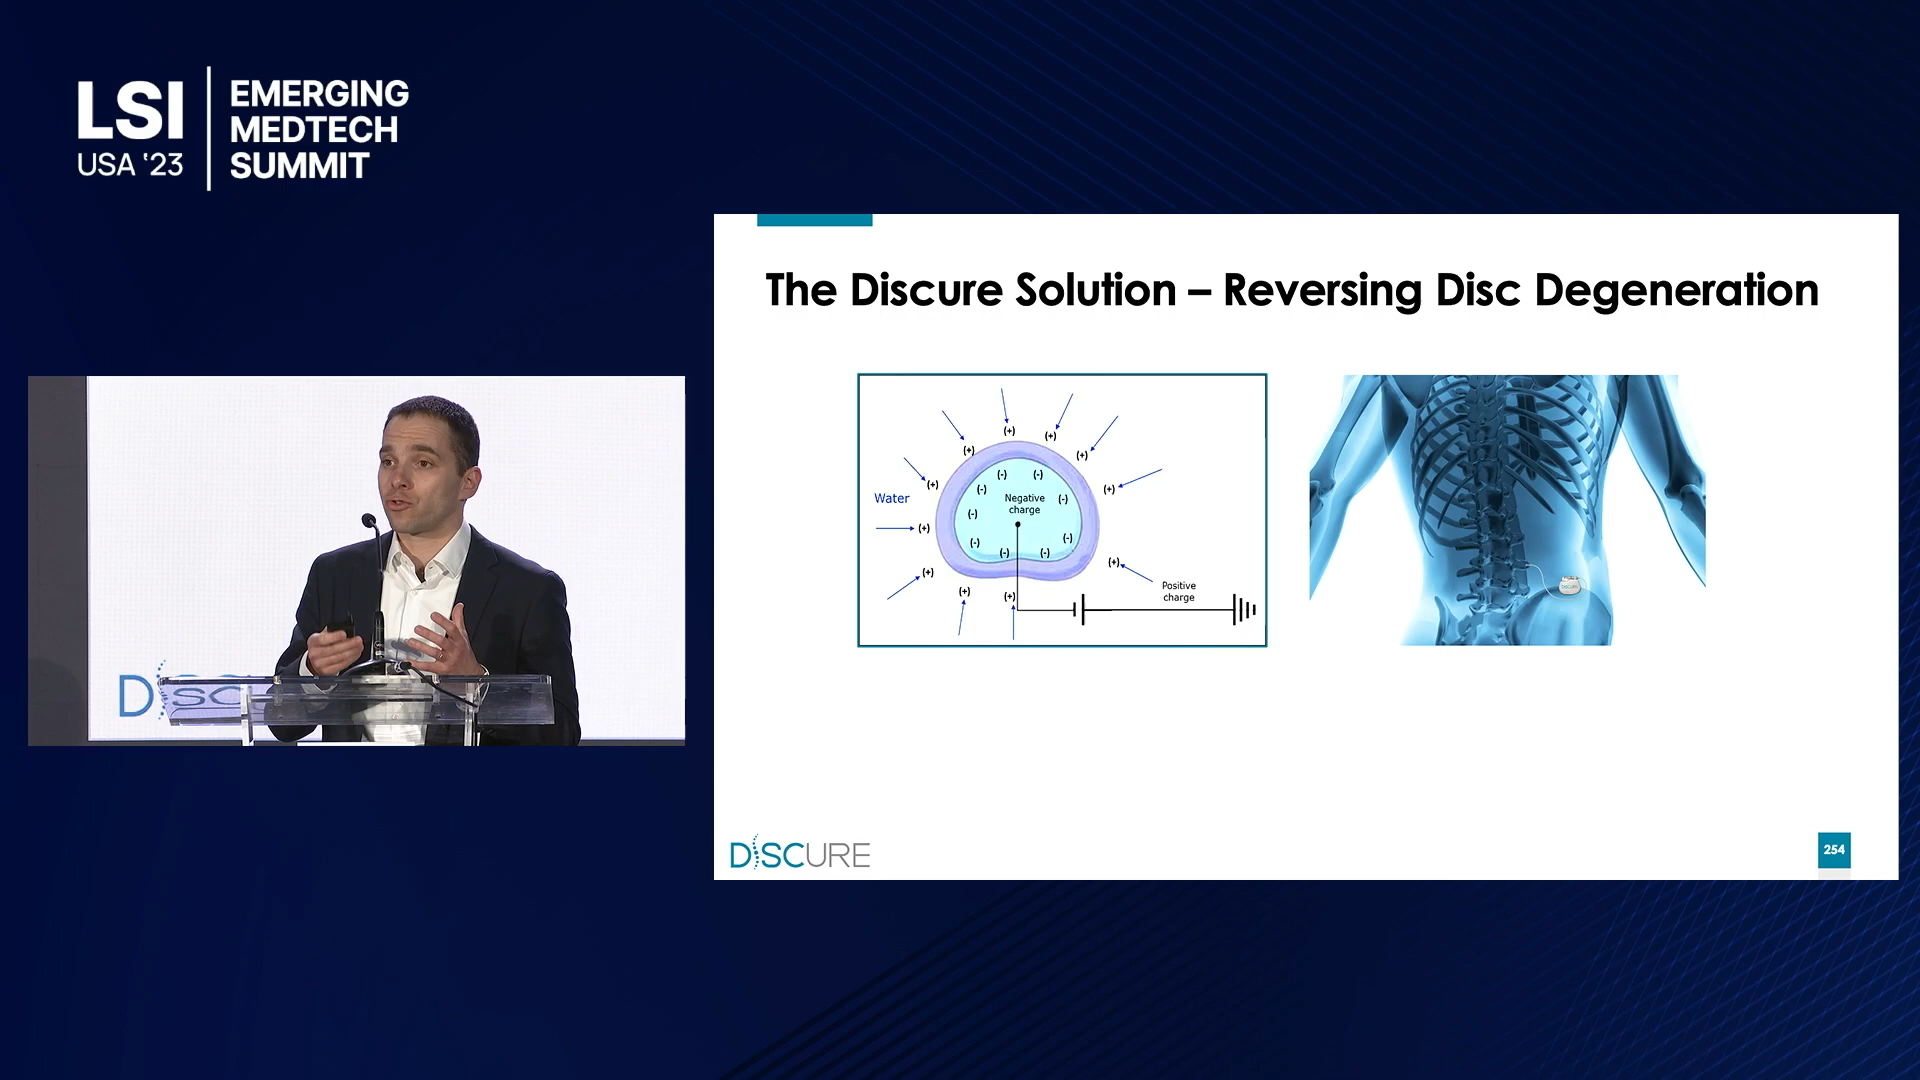 LSI
USA '23
EMERGING
MEDTECH
SUMMIT
The Discure Solution – Reversing Disc Degeneration
Water
Negative
charge
(+)
(+)
(+)
(+)
(+)
(+)
(+)
(+)
(+)
(+)
(+)
(+)
(-)
(-)
(-)
(-)
(-)
(-)
(-)
(-)
(-)
Positive
charge
DISCURE
DISCURE
254